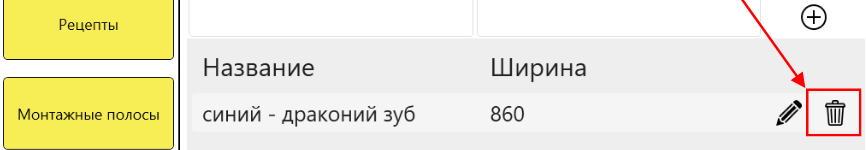 Рецепты
Монтажные полосы
Название Ширина
синий - драконий зуб 860